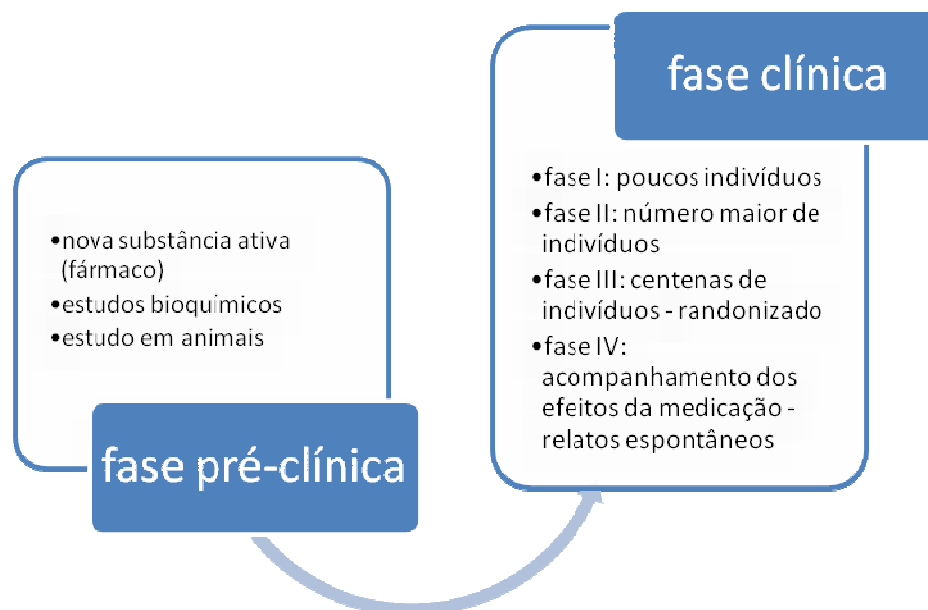 •nova substância ativa
(fármaco)
•estudos bioquímicos
•estudo em animais
fase pré-clínica
fase clínica
•fase I: poucos indivíduos
•fase II: número maior de
indivíduos
•fase III: centenas de
indivíduos - randonizado
•fase IV:
acompanhamento dos
efeitos da medicação -
relatos espontâneos